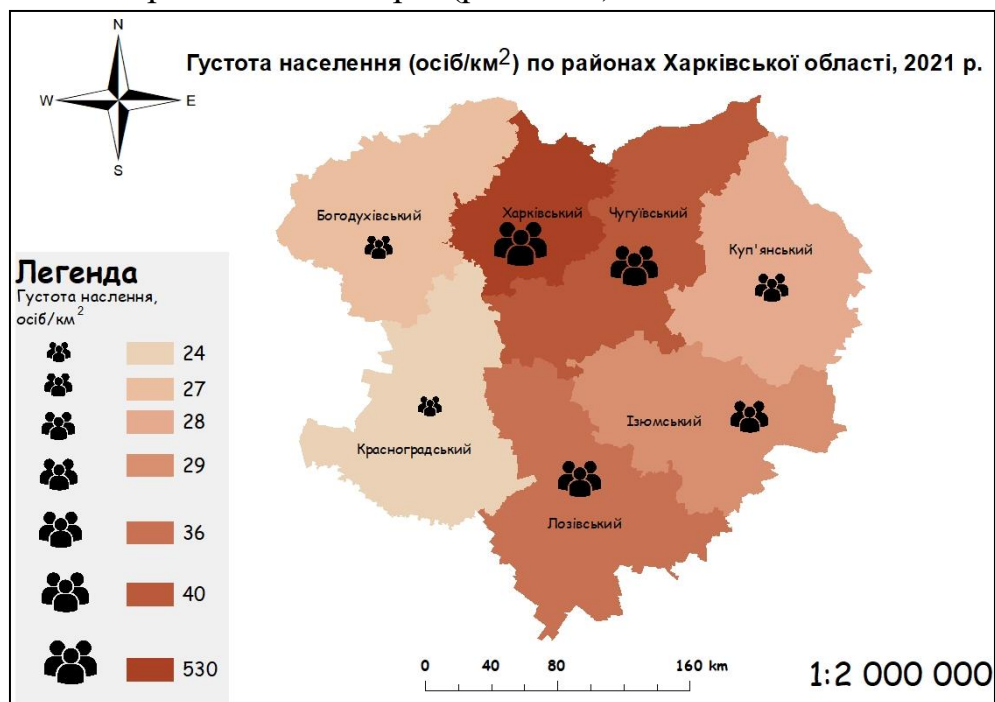 N
W
E
S
Густота населення (осіб/км2) по районах Харківської області, 2021 р.
Богодухівський
Харківський
Чугуївський
Куп'янський
Ізюмський
Красноградський
Лозівський
Легенда
Густота наслення,
осіб/км2
24
27
28
29
36
40
530
0 40 80 160 km
1:2 000 000